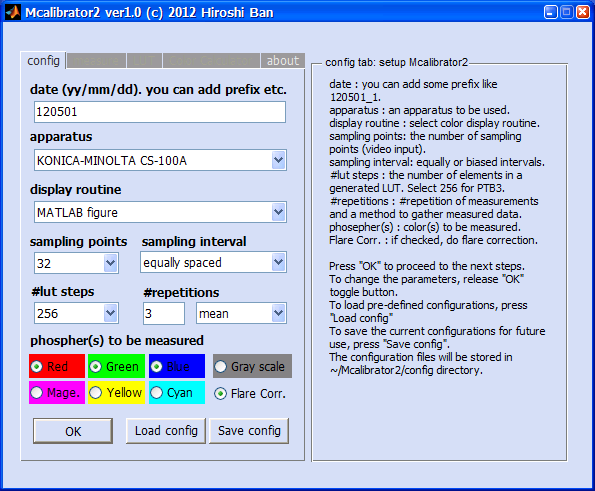 Mcalibrator2 ver1.0 (c) 2012 Hiroshi Ban
config
about
date (yy/mm/dd). you can add prefix etc.
120501
apparatus
KONICA-MINOLTA CS-100A
display routine
MATLAB figure
sampling points sampling interval
32 equally spaced
#lut steps #repetitions
256 3 mean
phospher(s) to be measured
Red Green Blue Gray scale
Mage. Yellow Cyan Flare Corr.
OK Load config Save config
config tab: setup Mcalibrator2
date : you can add some prefix like
120501_1.
apparatus : an apparatus to be used.
display routine : select color display routine.
sampling points: the number of sampling
points (video input).
sampling interval: equally or biased intervals.
#lut steps : the number of elements in a
generated LUT. Select 256 for PTB3.
#repetitions : #repetition of measurements
and a method to gather measured data.
phosepher(s) : color(s) to be measured.
Flare Corr. : if checked, do flare correction.
Press "OK" to proceed to the next steps.
To change the parameters, release "OK"
toggle button.
To load pre-defined configurations, press
"Load config"
To save the current configurations for future
use, press "Save config".
The configuration files will be stored in
~/Mcalibrator2/config directory.